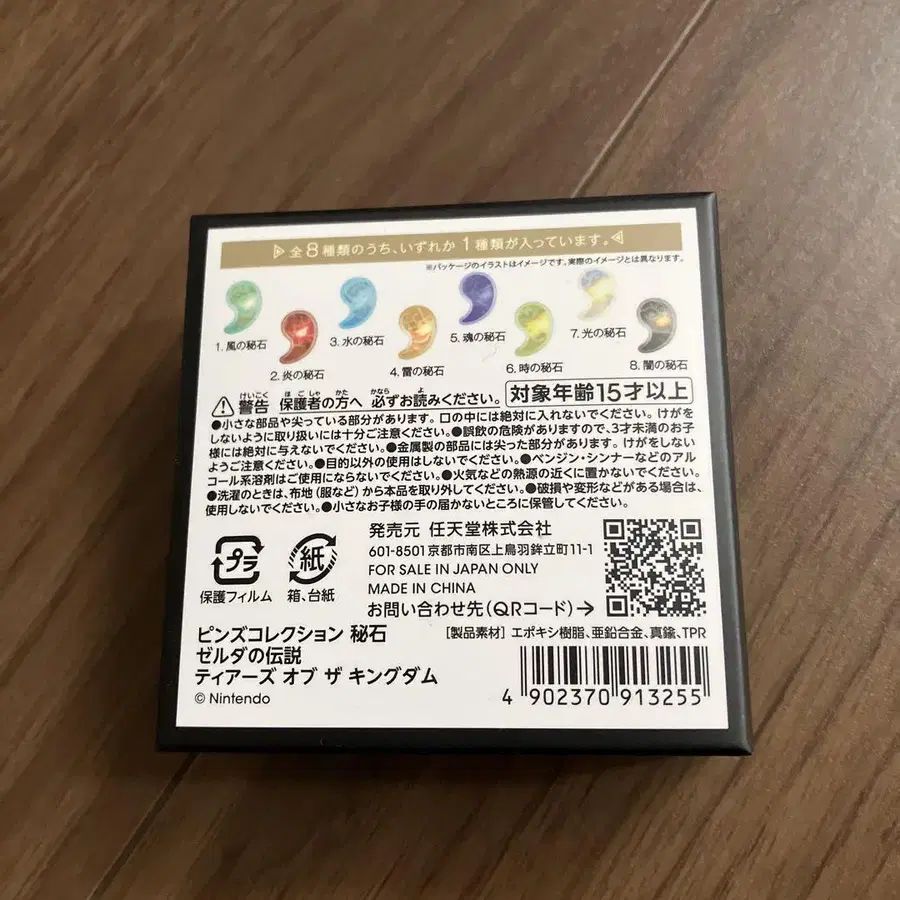 全8種類のうち、いずれか1種類が入っています。
※パッケージのイラストはイメージです。実際のイメージとは異なります。
1. 風の秘石
2. 炎の秘石
3. 水の秘石
4. 雷の秘石
5. 魂の秘石
6. 時の秘石
7. 光の秘石
8. 闇の秘石
けいこく ほごしゃ かた かなら よ
警告 保護者の方へ 必ずお読みください。 対象年齢15才以上
●小さな部品や尖っている部分があります。口の中には絶対に入れないでください。けがを
しないように取り扱いには十分ご注意ください。●誤飲の危険がありますので、3才未満のお子
様には絶対に与えないでください。●金属製の部品には尖った部分があります。けがをしない
ようご注意ください。●目的以外の使用はしないでください。●ベンジン・シンナーなどのアル
コール系溶剤はご使用にならないでください。●火気などの熱源の近くに置かないでください。
●洗濯のときは、布地（服など）から本品を取り外してください。●破損や変形などがある場合は、
使用しないでください。●小さなお子様の手の届かないところに保管してください。
プラ
保護フィルム
紙
箱、台紙
発売元 任天堂株式会社
601-8501 京都市南区上鳥羽鉾立町11-1
FOR SALE IN JAPAN ONLY
MADE IN CHINA
お問い合わせ先（QRコード）→
ピンズコレクション 秘石
ゼルダの伝説
ティアーズ オブ ザ キングダム
© Nintendo
［製品素材］エポキシ樹脂、亜鉛合金、真鍮、TPR
4 902370 913255